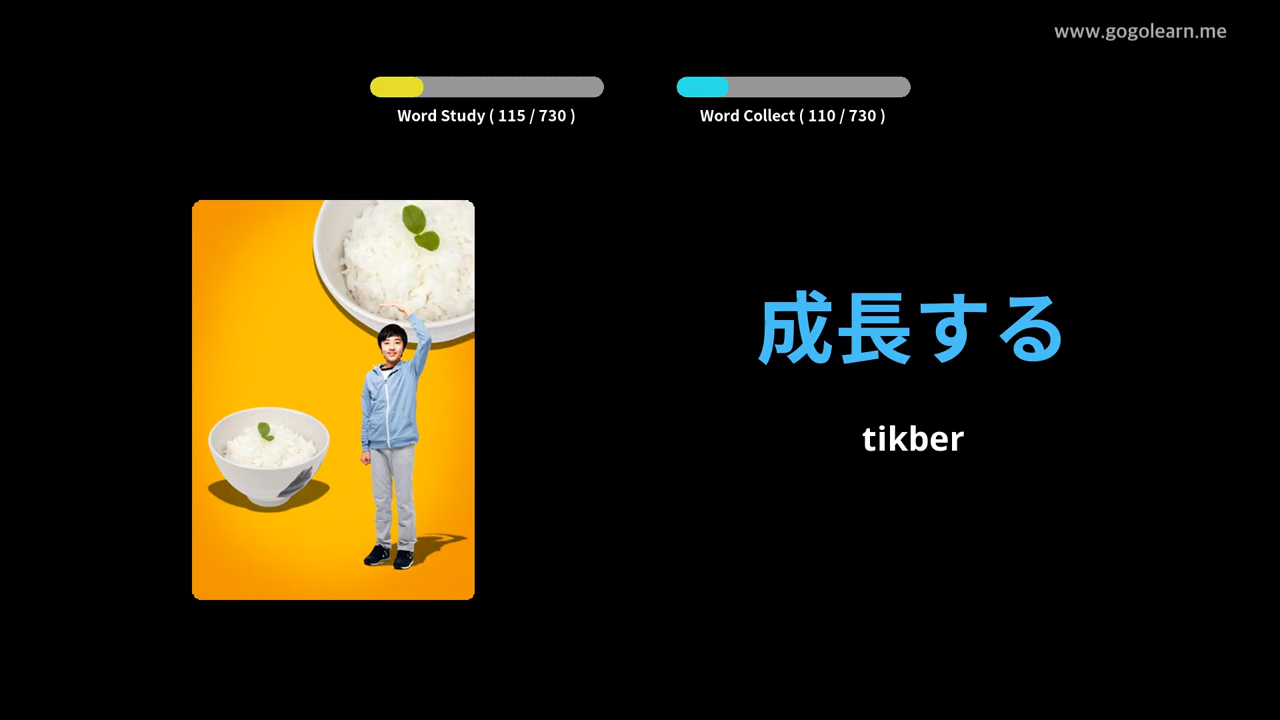 www.gogolearn.me
Word Study ( 115 / 730 )
Word Collect ( 110 / 730 )
成長する
tikber